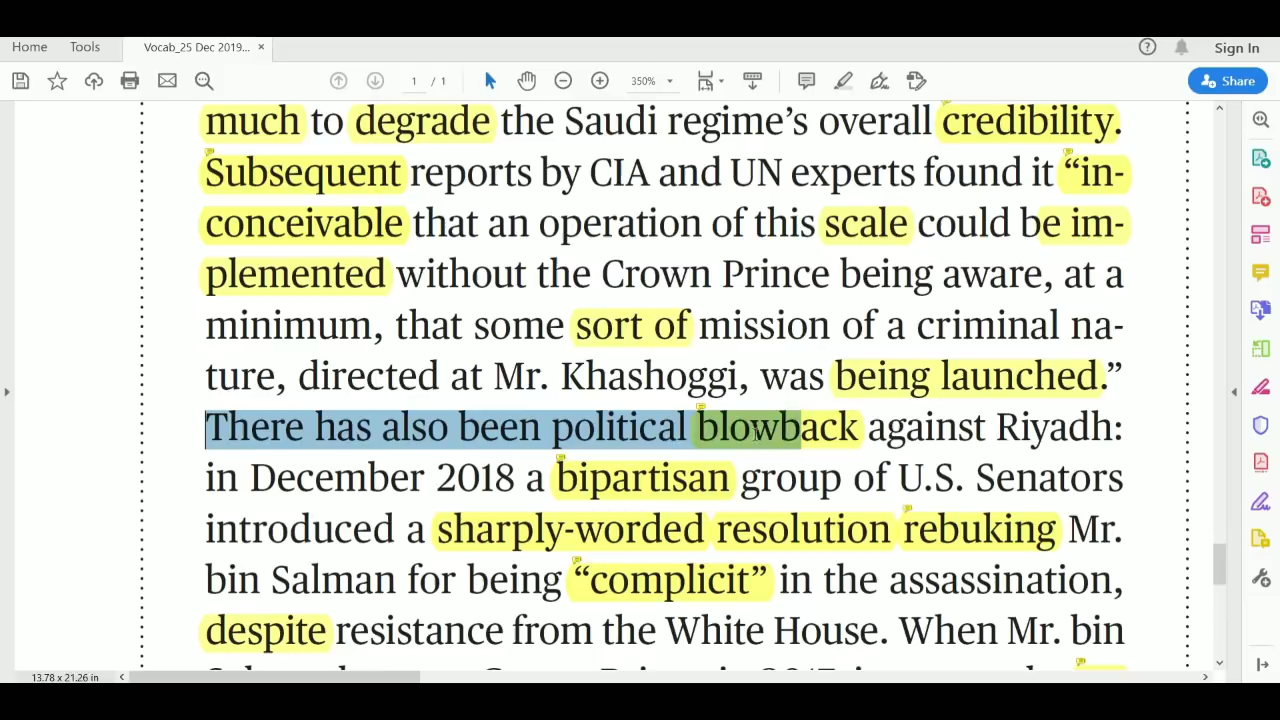 Home Tools Vocab_25 Dec 2019... × Sign In
1 / 1 350% Share
much to degrade the Saudi regime’s overall credibility.
Subsequent reports by CIA and UN experts found it “in-
conceivable that an operation of this scale could be im-
plemented without the Crown Prince being aware, at a
minimum, that some sort of mission of a criminal na-
ture, directed at Mr. Khashoggi, was being launched.”
There has also been political blowback against Riyadh:
in December 2018 a bipartisan group of U.S. Senators
introduced a sharply-worded resolution rebuking Mr.
bin Salman for being “complicit” in the assassination,
despite resistance from the White House. When Mr. bin
13.78 x 21.26 in